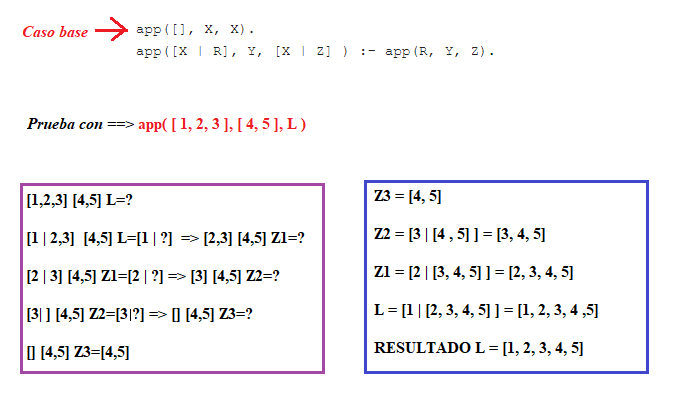 Caso base
app([], X, X).
app([X | R], Y, [X | Z] ) :- app(R, Y, Z).
Prueba con ==> app( [ 1, 2, 3 ], [ 4, 5 ], L )
[1,2,3] [4,5] L=?
[1 | 2,3] [4,5] L=[1 | ?] => [2,3] [4,5] Z1=?
[2 | 3] [4,5] Z1=[2 | ?] => [3] [4,5] Z2=?
[3| ] [4,5] Z2=[3|?] => [] [4,5] Z3=?
[] [4,5] Z3=[4,5]
Z3 = [4, 5]
Z2 = [3 | [4 , 5] ] = [3, 4, 5]
Z1 = [2 | [3, 4, 5] ] = [2, 3, 4, 5]
L = [1 | [2, 3, 4, 5] ] = [1, 2, 3, 4 ,5]
RESULTADO L = [1, 2, 3, 4, 5]